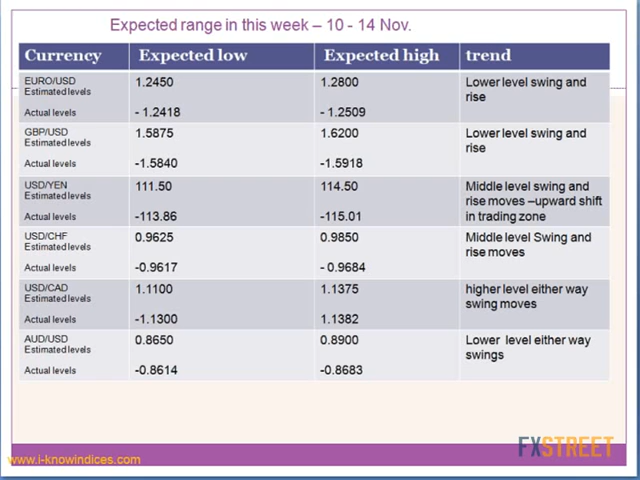 Expected range in this week – 10 - 14 Nov.
Currency Expected low Expected high trend
EURO/USD
Estimated levels 1.2450 1.2800 Lower level swing and
rise
Actual levels - 1.2418 - 1.2509
GBP/USD
Estimated levels 1.5875 1.6200 Lower level swing and
rise
Actual levels -1.5840 -1.5918
USD/YEN
Estimated levels 111.50 114.50 Middle level swing and
rise moves –upward shift
Actual levels -113.86 -115.01 in trading zone
USD/CHF
Estimated levels 0.9625 0.9850 Middle level Swing and
rise moves
Actual levels -0.9617 - 0.9684
USD/CAD
Estimated levels 1.1100 1.1375 higher level either way
swing moves
Actual levels -1.1300 1.1382
AUD/USD
Estimated levels 0.8650 0.8900 Lower level either way
swings
Actual levels -0.8614 -0.8683
FXSTREET
www.i-knowindices.com